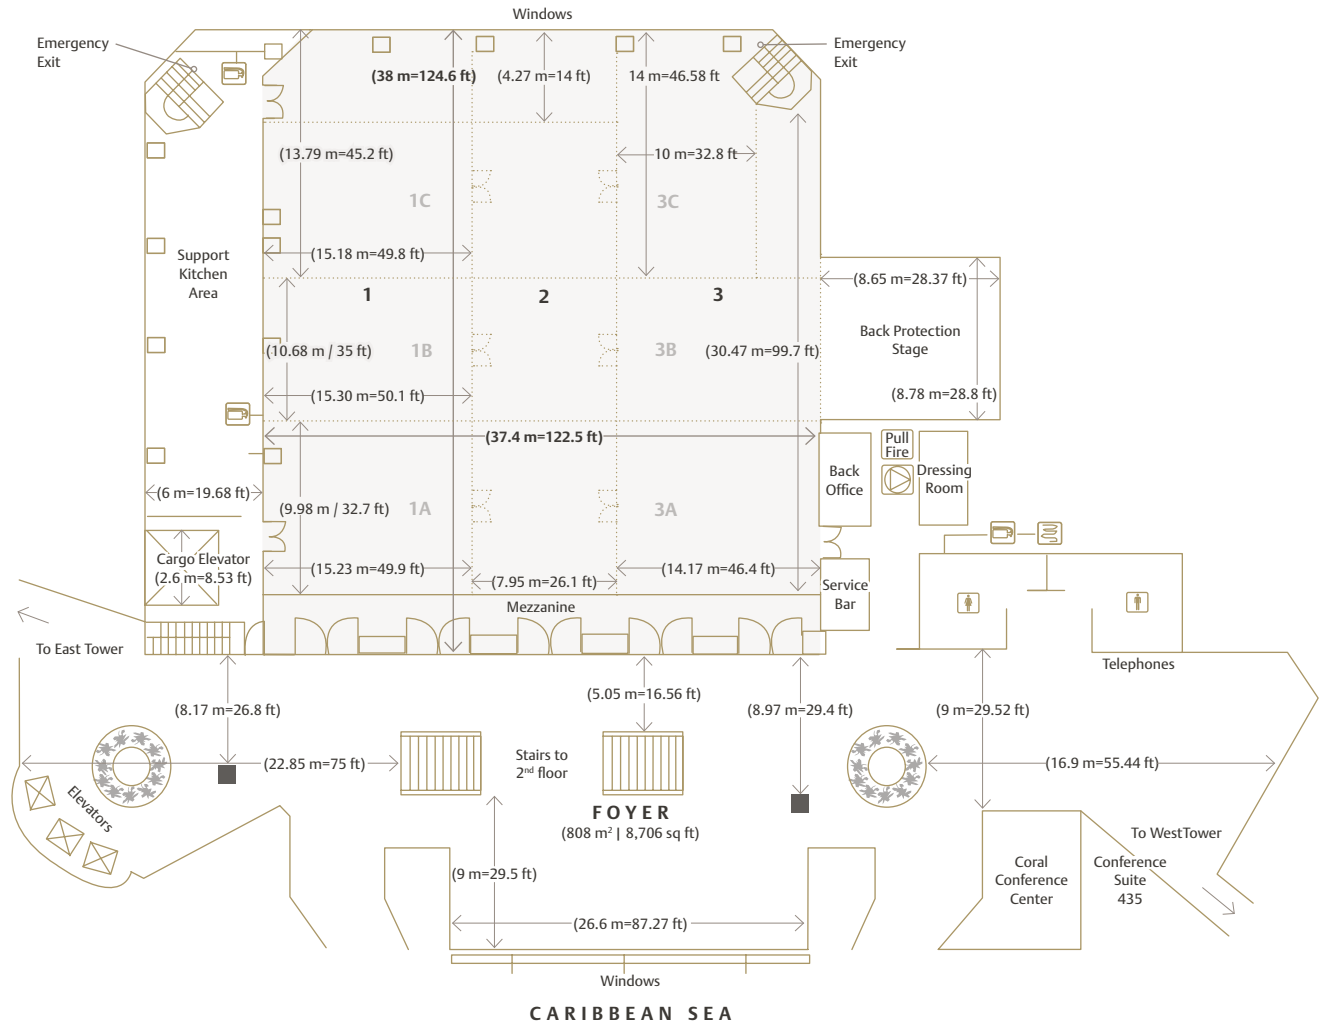 Windows
Emergency
Exit
Emergency
Exit
(38 m=124.6 ft)
(4.27 m=14 ft)
14 m=46.58 ft
(13.79 m=45.2 ft)
10 m=32.8 ft
1C
3C
(15.18 m=49.8 ft)
Support
Kitchen
Area
(8.65 m=28.37 ft)
1
2
3
Back Protection
Stage
(10.68 m / 35 ft)
1B
3B
(30.47 m=99.7 ft)
(15.30 m=50.1 ft)
(8.78 m=28.8 ft)
(37.4 m=122.5 ft)
Pull
Fire
Back
Office
Dressing
Room
(6 m=19.68 ft)
(9.98 m / 32.7 ft)
1A
3A
Cargo Elevator
(2.6 m=8.53 ft)
(15.23 m=49.9 ft)
(7.95 m=26.1 ft)
(14.17 m=46.4 ft)
Service
Bar
Mezzanine
To East Tower
Telephones
(8.17 m=26.8 ft)
(5.05 m=16.56 ft)
(8.97 m=29.4 ft)
(9 m=29.52 ft)
(22.85 m=75 ft)
Stairs to
2nd floor
(16.9 m=55.44 ft)
Elevators
FOYER
(808 m² | 8,706 sq ft)
To WestTower
(9 m=29.5 ft)
Coral
Conference
Center
Conference
Suite
435
(26.6 m=87.27 ft)
Windows
CARIBBEAN SEA